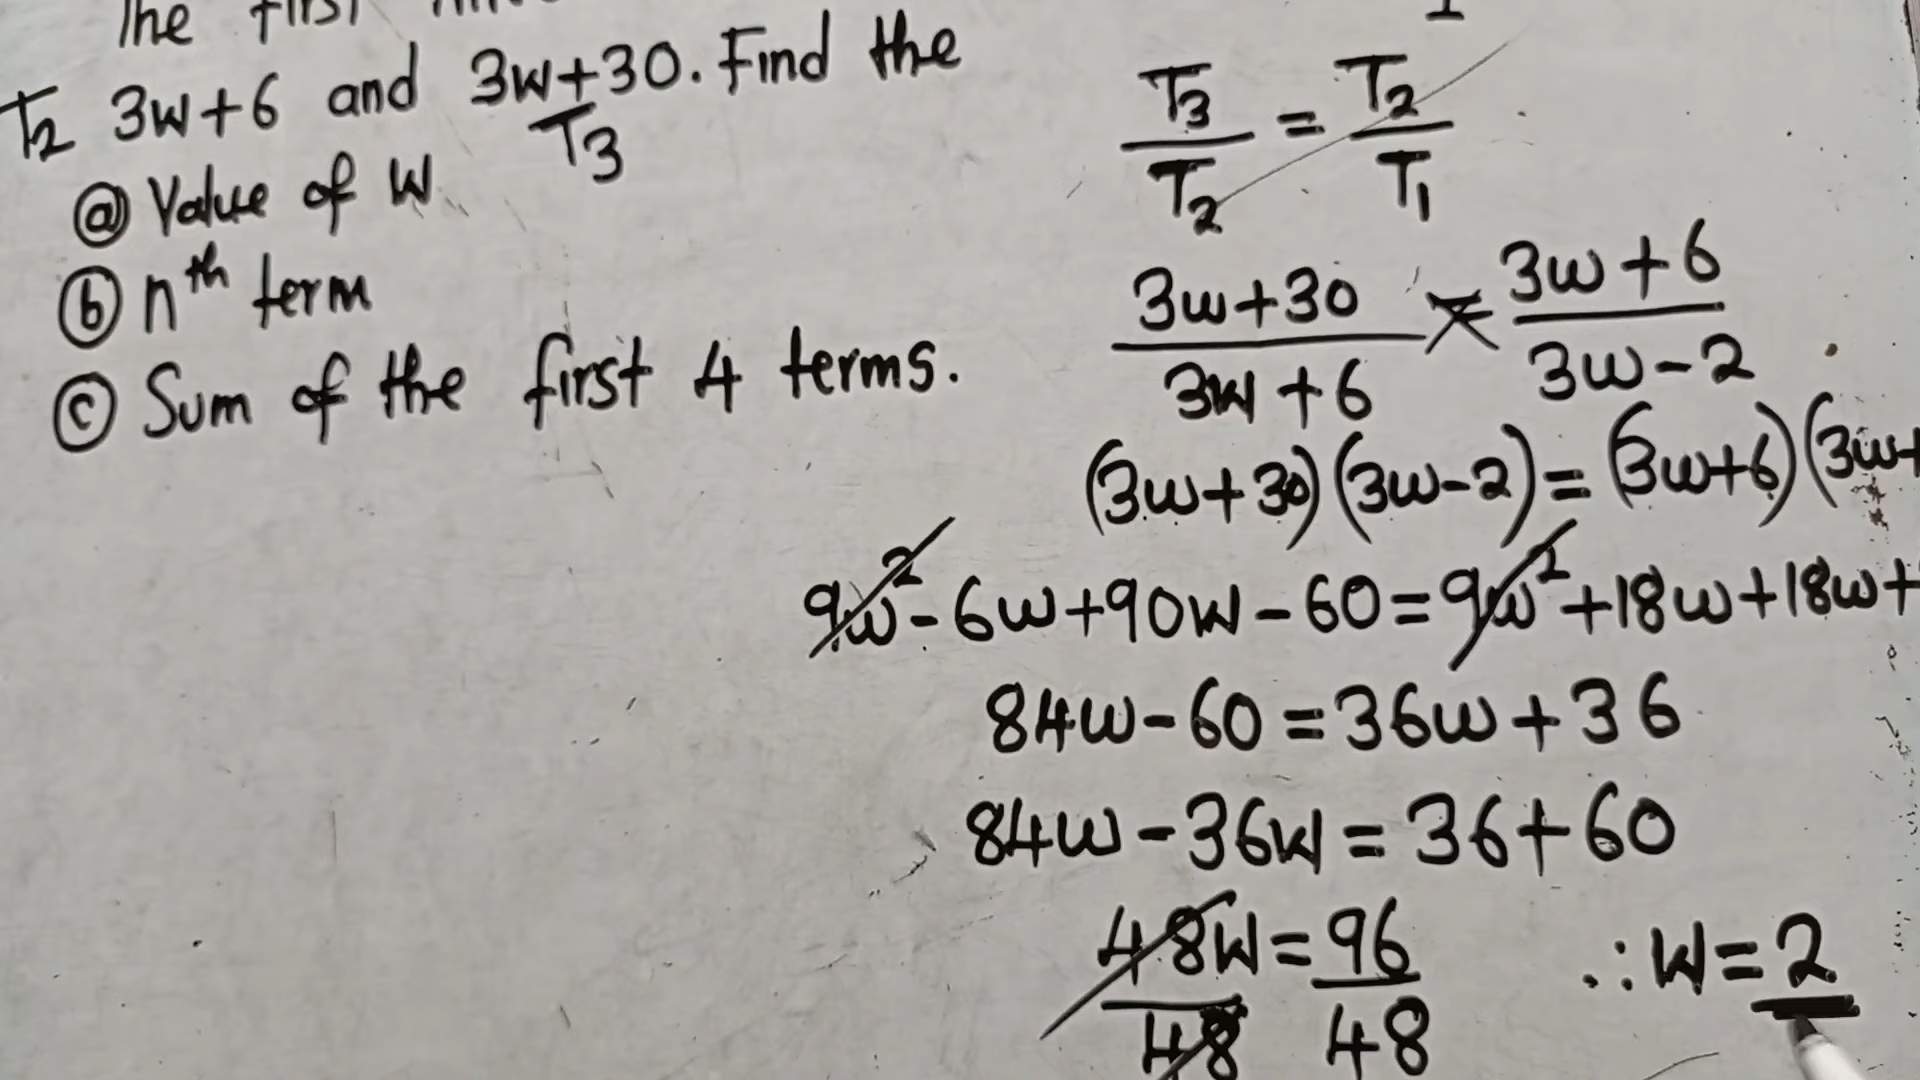 The first
T2 3w+6 and 3w+30. Find the
T3
ⓐ Value of W
ⓑ nth term
ⓒ Sum of the first 4 terms.
T3/T2 = T2/T1
3w+30/3w+6 = 3w+6/3w-2
(3w+30)(3w-2)=(3w+6)(3w+
9w²-6w+90w-60=9w²+18w+18w+
84w-60=36w+36
84w-36w=36+60
48w/48=96/48 ∴w=2